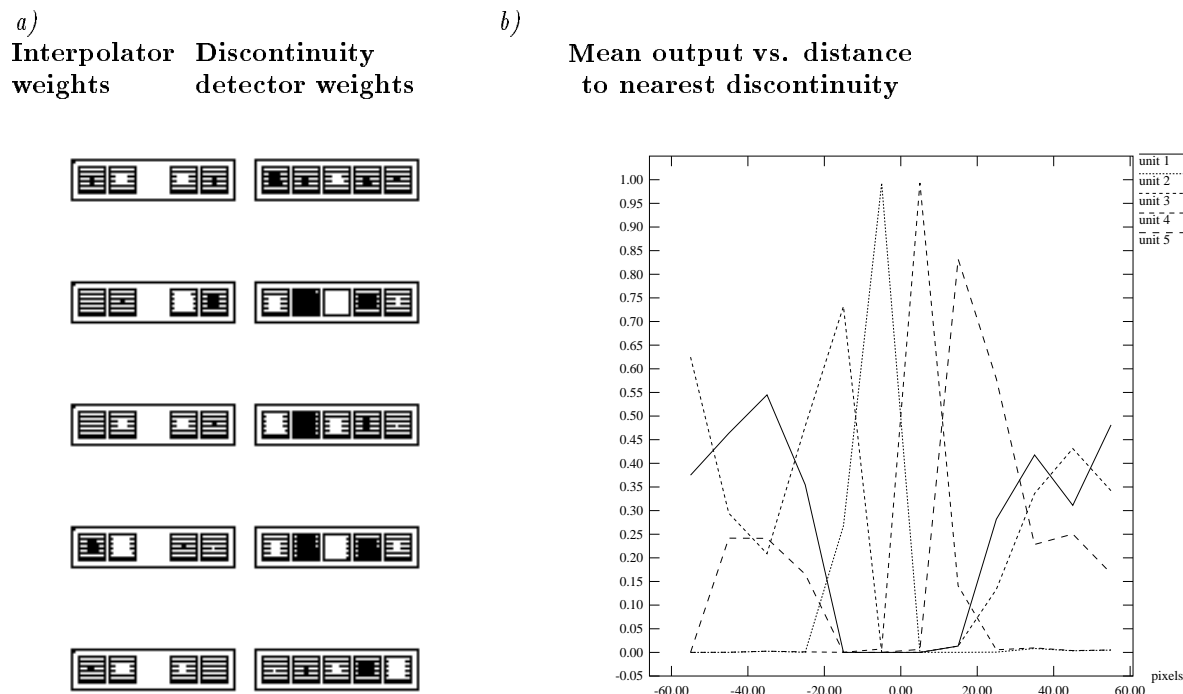 a)
Interpolator Discontinuity
weights detector weights
b)
Mean output vs. distance
to nearest discontinuity
unit 1
unit 2
unit 3
unit 4
unit 5
1.00
0.95
0.90
0.85
0.80
0.75
0.70
0.65
0.60
0.55
0.50
0.45
0.40
0.35
0.30
0.25
0.20
0.15
0.10
0.05
0.00
-0.05
pixels
-60.00 -40.00 -20.00 0.00 20.00 40.00 60.00